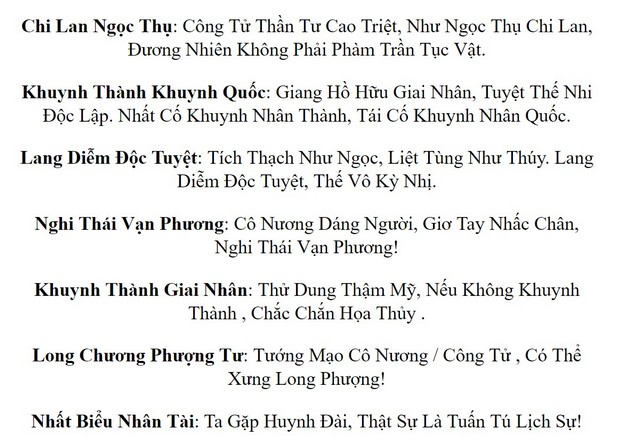 Chi Lan Ngọc Thụ: Công Tử Thần Tư Cao Triệt, Như Ngọc Thụ Chi Lan,
Đương Nhiên Không Phải Phàm Trần Tục Vật.
Khuynh Thành Khuynh Quốc: Giang Hồ Hữu Giai Nhân, Tuyệt Thế Nhi
Độc Lập. Nhất Cố Khuynh Nhân Thành, Tái Cố Khuynh Nhân Quốc.
Lang Diễm Độc Tuyệt: Tích Thạch Như Ngọc, Liệt Tùng Như Thúy. Lang
Diễm Độc Tuyệt, Thế Vô Kỳ Nhị.
Nghi Thái Vạn Phương: Cô Nương Dáng Người, Giơ Tay Nhấc Chân,
Nghi Thái Vạn Phương!
Khuynh Thành Giai Nhân: Thử Dung Thậm Mỹ, Nếu Không Khuynh
Thành , Chắc Chắn Họa Thủy .
Long Chương Phượng Tư: Tướng Mạo Cô Nương / Công Tử , Có Thể
Xưng Long Phượng!
Nhất Biểu Nhân Tài: Ta Gặp Huynh Đài, Thật Sự Là Tuấn Tú Lịch Sự!